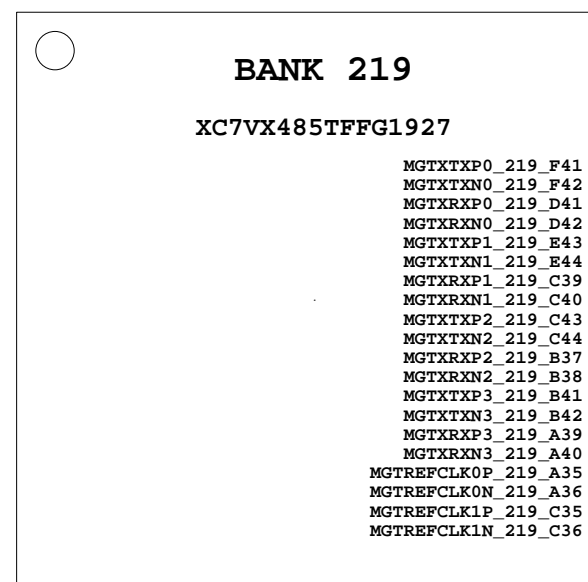 BANK 219
XC7VX485TFFG1927
MGTXTXP0_219_F41
MGTXTXN0_219_F42
MGTXRXP0_219_D41
MGTXRXN0_219_D42
MGTXTXP1_219_E43
MGTXTXN1_219_E44
MGTXRXP1_219_C39
MGTXRXN1_219_C40
MGTXTXP2_219_C43
MGTXTXN2_219_C44
MGTXRXP2_219_B37
MGTXRXN2_219_B38
MGTXTXP3_219_B41
MGTXTXN3_219_B42
MGTXRXP3_219_A39
MGTXRXN3_219_A40
MGTREFCLK0P_219_A35
MGTREFCLK0N_219_A36
MGTREFCLK1P_219_C35
MGTREFCLK1N_219_C36